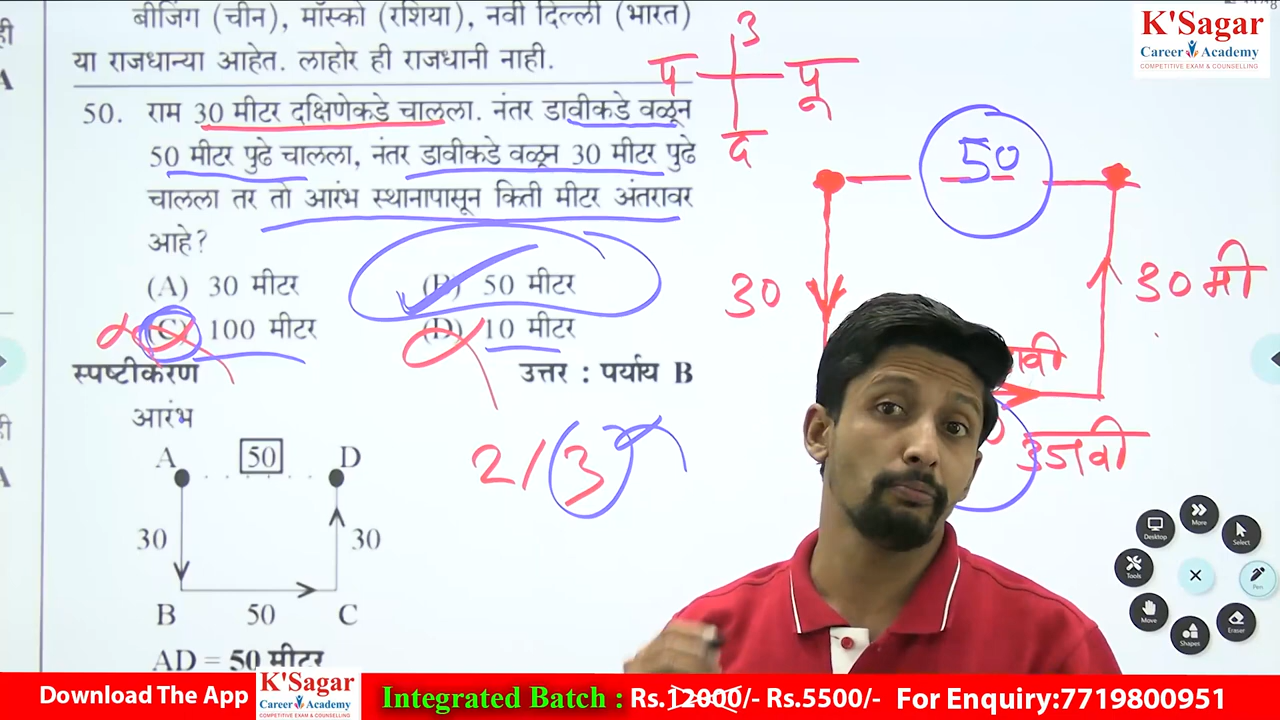 बीजिंग (चीन), मॉस्को (रशिया), नवी दिल्ली (भारत)
या राजधान्या आहेत. लाहोर ही राजधानी नाही.
50. राम 30 मीटर दक्षिणेकडे चालला. नंतर डावीकडे वळून
50 मीटर पुढे चालला, नंतर डावीकडे वळून 30 मीटर पुढे
चालला तर तो आरंभ स्थानापासून किती मीटर अंतरावर
आहे?
(A) 30 मीटर (B) 50 मीटर
(C) 100 मीटर (D) 10 मीटर
स्पष्टीकरण उत्तर : पर्याय B
आरंभ
A 50 D
30 30
B 50 C
AD = 50 मीटर
2/3
उ
प पू
द
50
30 30 मी
डावी
K'Sagar
Career Academy
COMPETITIVE EXAM & COUNSELLING
More
Desktop Select
Tools Pen
Move Eraser
Shapes
Download The App K'Sagar Career Academy COMPETITIVE EXAM & COUNSELLING Integrated Batch : Rs.12000/- Rs.5500/- For Enquiry:7719800951